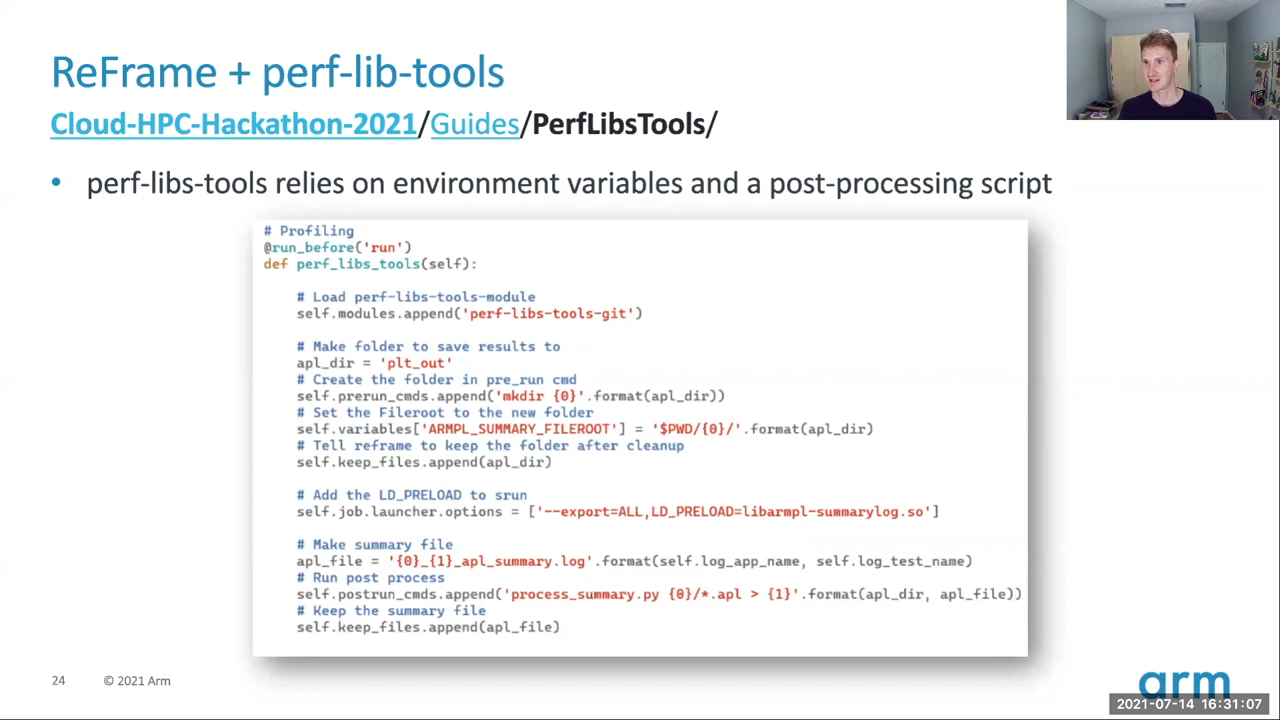 ReFrame + perf-lib-tools
Cloud-HPC-Hackathon-2021/Guides/PerfLibsTools/
• perf-libs-tools relies on environment variables and a post-processing script
# Profiling
@run_before('run')
def perf_libs_tools(self):
# Load perf-libs-tools-module
self.modules.append('perf-libs-tools-git')
# Make folder to save results to
apl_dir = 'plt_out'
# Create the folder in pre_run cmd
self.prerun_cmds.append('mkdir {0}'.format(apl_dir))
# Set the Fileroot to the new folder
self.variables['ARMPL_SUMMARY_FILEROOT'] = '$PWD/{0}/'.format(apl_dir)
# Tell reframe to keep the folder after cleanup
self.keep_files.append(apl_dir)
# Add the LD_PRELOAD to srun
self.job.launcher.options = ['--export=ALL,LD_PRELOAD=libarmpl-summarylog.so']
# Make summary file
apl_file = '{0}_{1}_apl_summary.log'.format(self.log_app_name, self.log_test_name)
# Run post process
self.postrun_cmds.append('process_summary.py {0}/*.apl > {1}'.format(apl_dir, apl_file))
# Keep the summary file
self.keep_files.append(apl_file)
24 © 2021 Arm
arm
2021-07-14 16:31:07